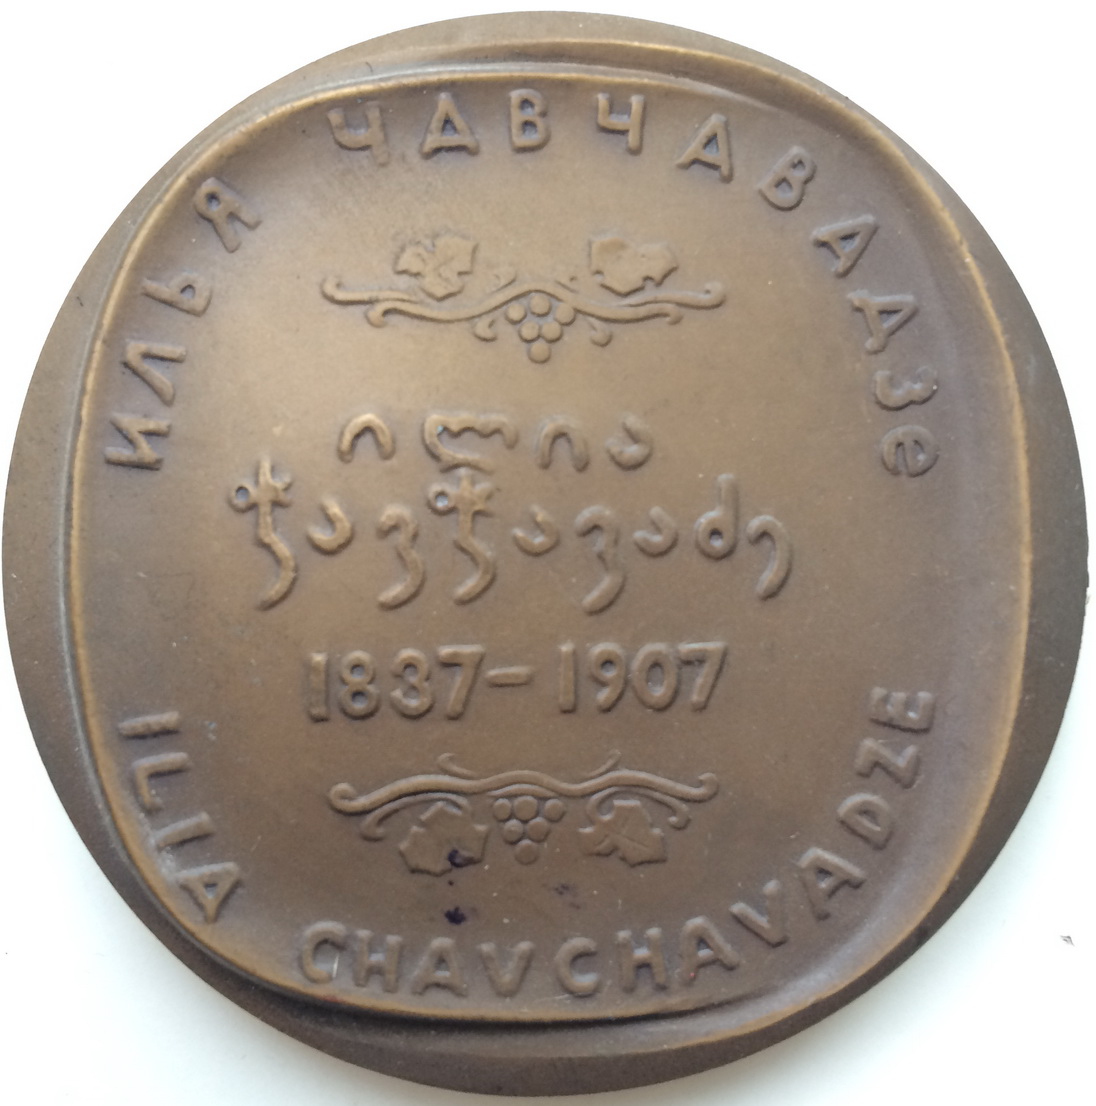 ИЛЬЯ ЧАВЧАВАДЗе
ილია
ჭავჭავაძე
1837-1907
ILIA CHAVCHAVADZE